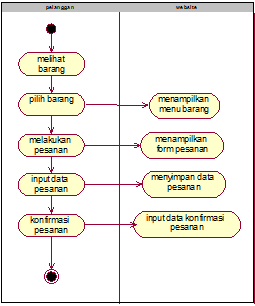 pelanggan
website
melihat
barang
pilih barang
menampilkan
menu barang
melakukan
pesanan
menampilkan
form pesanan
input data
pesanan
menyimpan data
pesanan
konfirmasi
pesanan
input data konfirmasi
pesanan